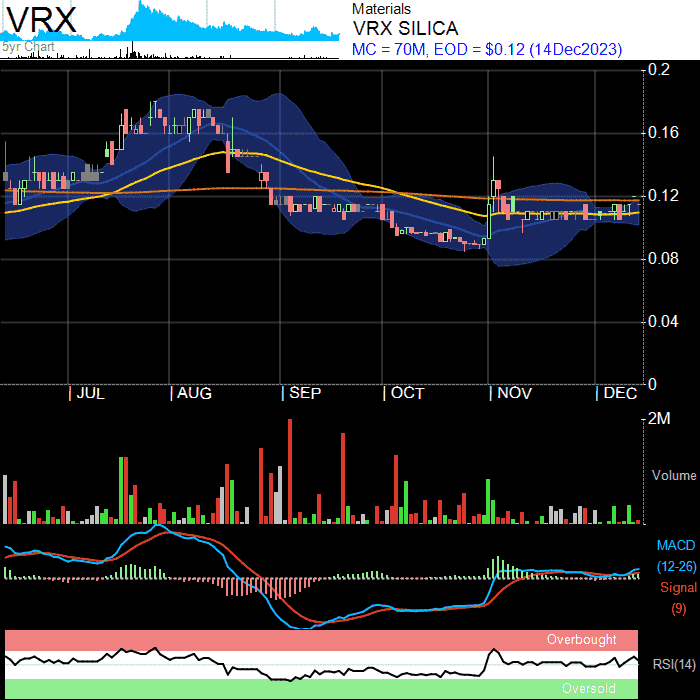 VRX
5yr Chart
Materials
VRX SILICA
MC = 70M, EOD = $0.12 (14Dec2023)
0.2
0.16
0.12
0.08
0.04
0
JUL AUG SEP OCT NOV DEC
2M
Volume
MACD
(12-26)
Signal
(9)
Overbought
RSI(14)
Oversold